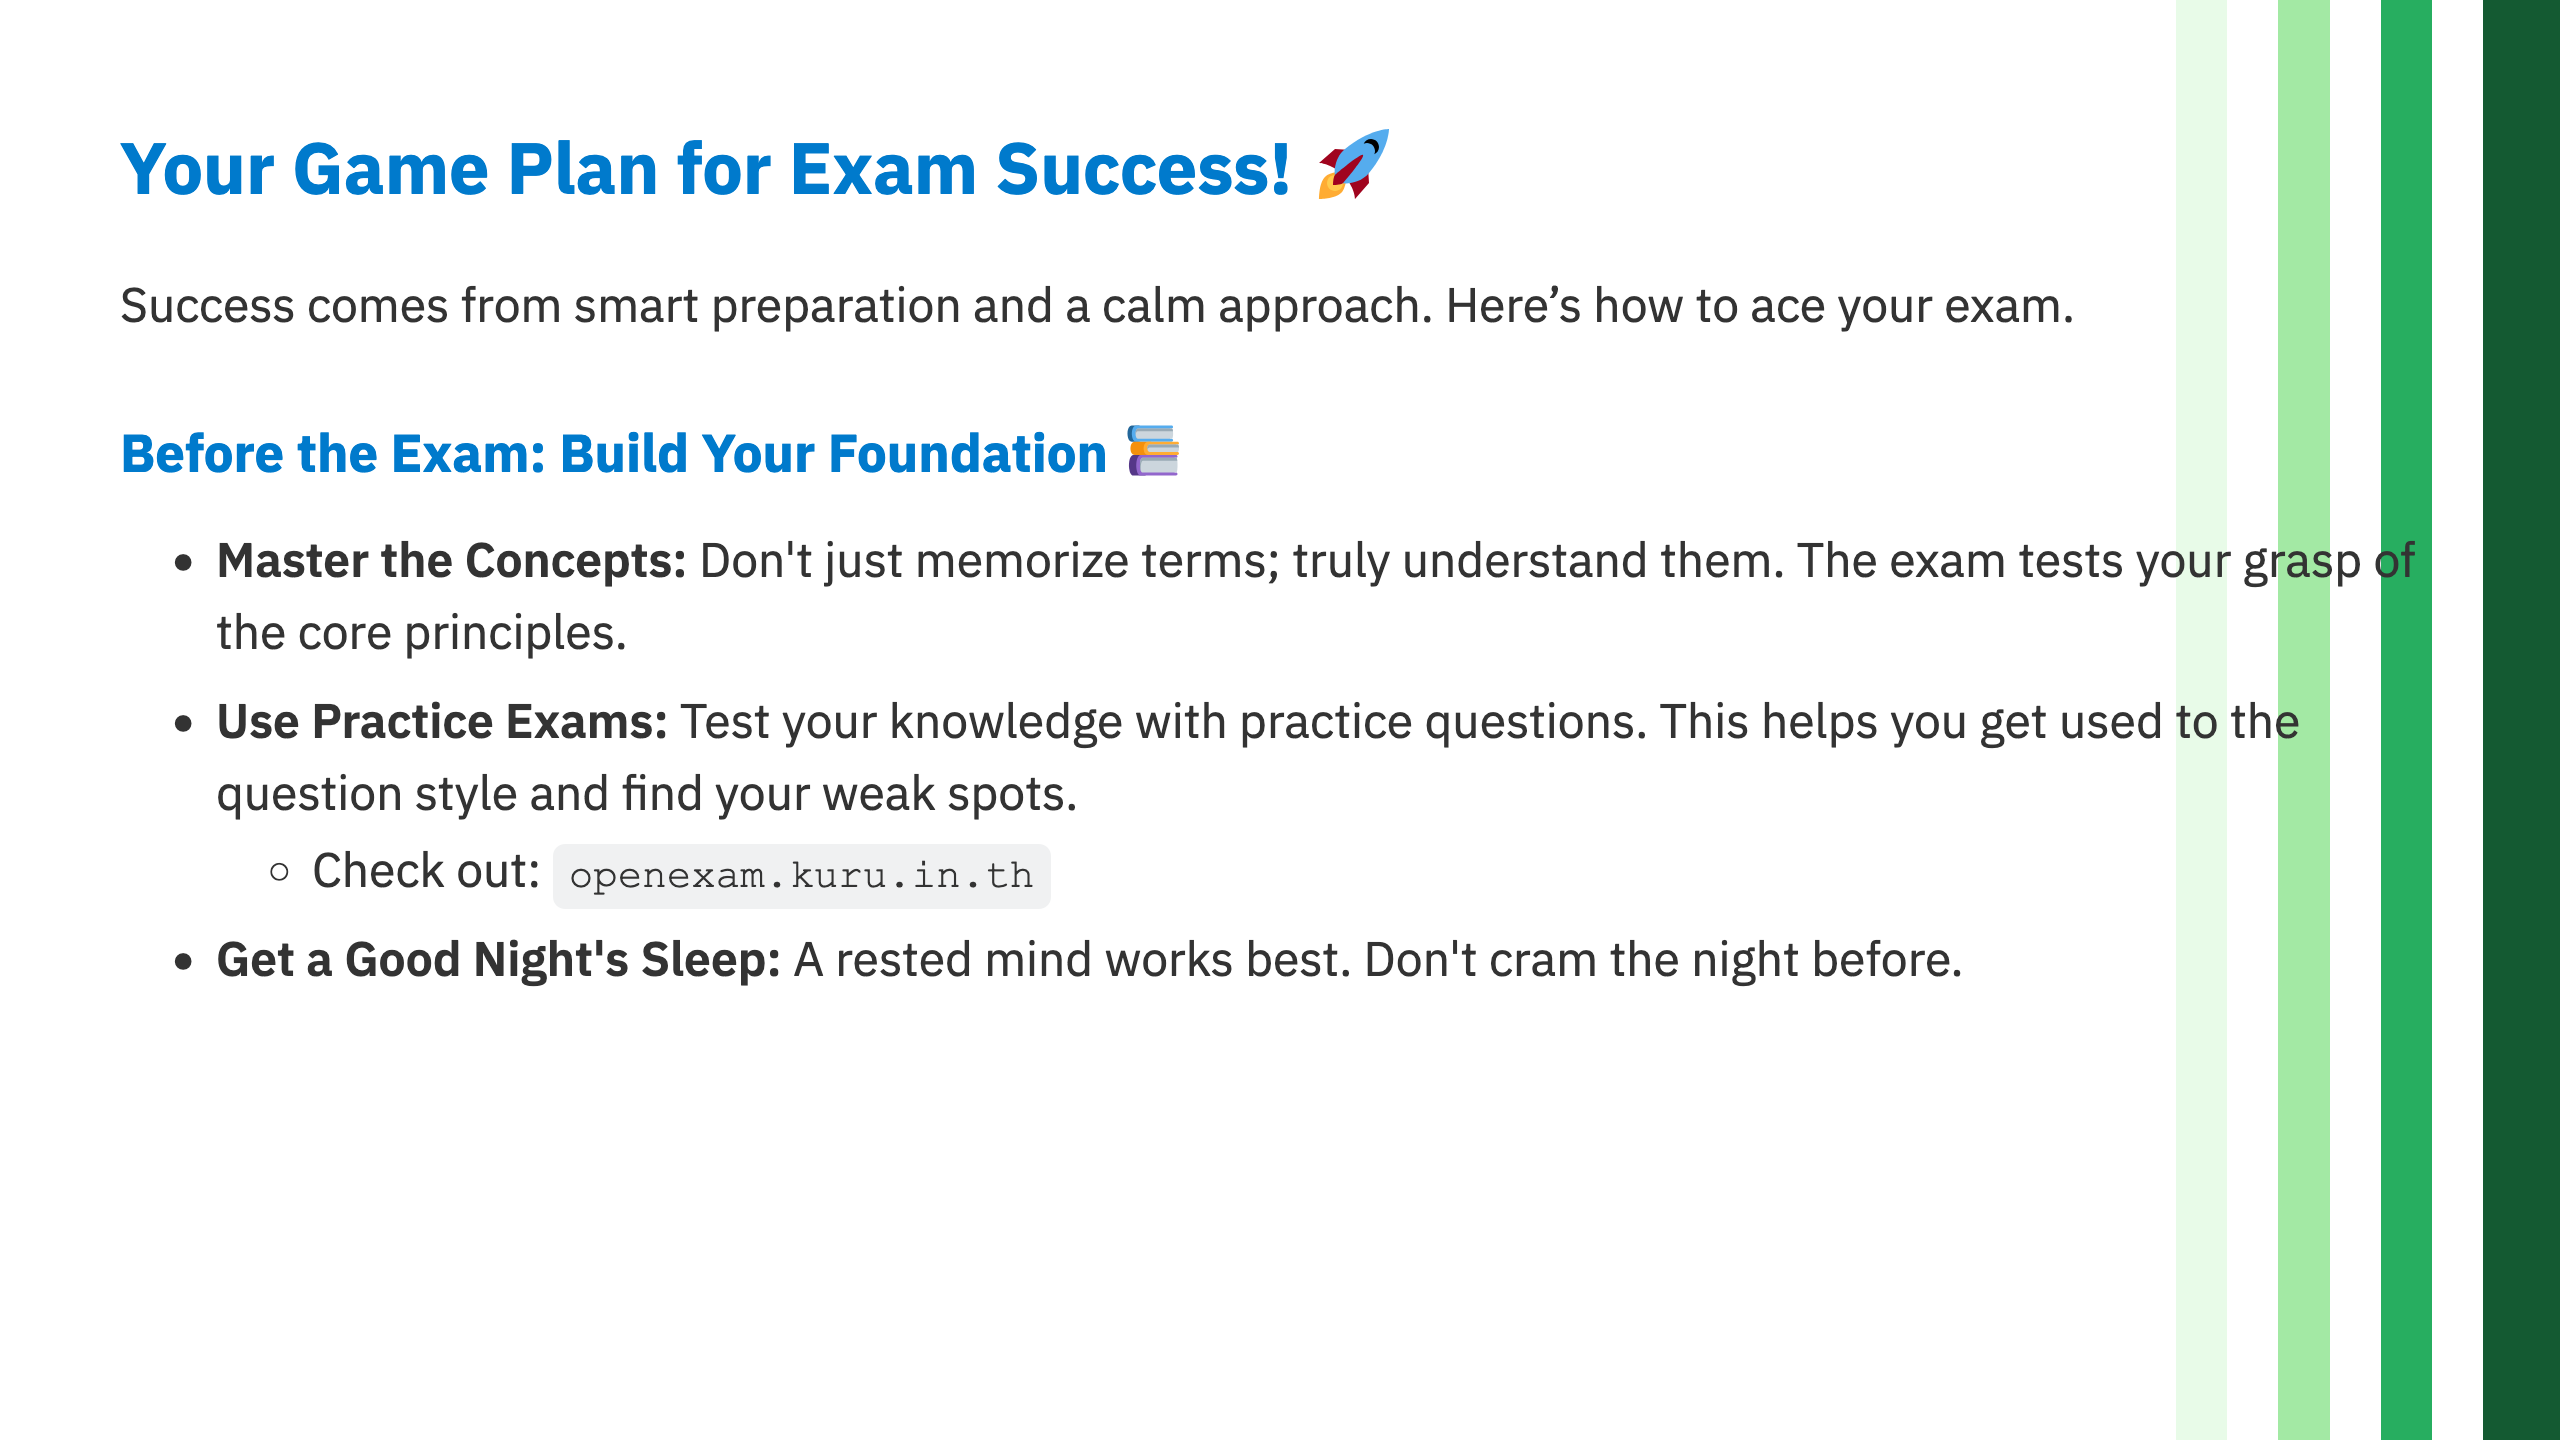 Your Game Plan for Exam Success! 🚀
Success comes from smart preparation and a calm approach. Here’s how to ace your exam.
Before the Exam: Build Your Foundation 📚
• Master the Concepts: Don't just memorize terms; truly understand them. The exam tests your grasp of
the core principles.
• Use Practice Exams: Test your knowledge with practice questions. This helps you get used to the
question style and find your weak spots.
◦ Check out: openexam.kuru.in.th
• Get a Good Night's Sleep: A rested mind works best. Don't cram the night before.